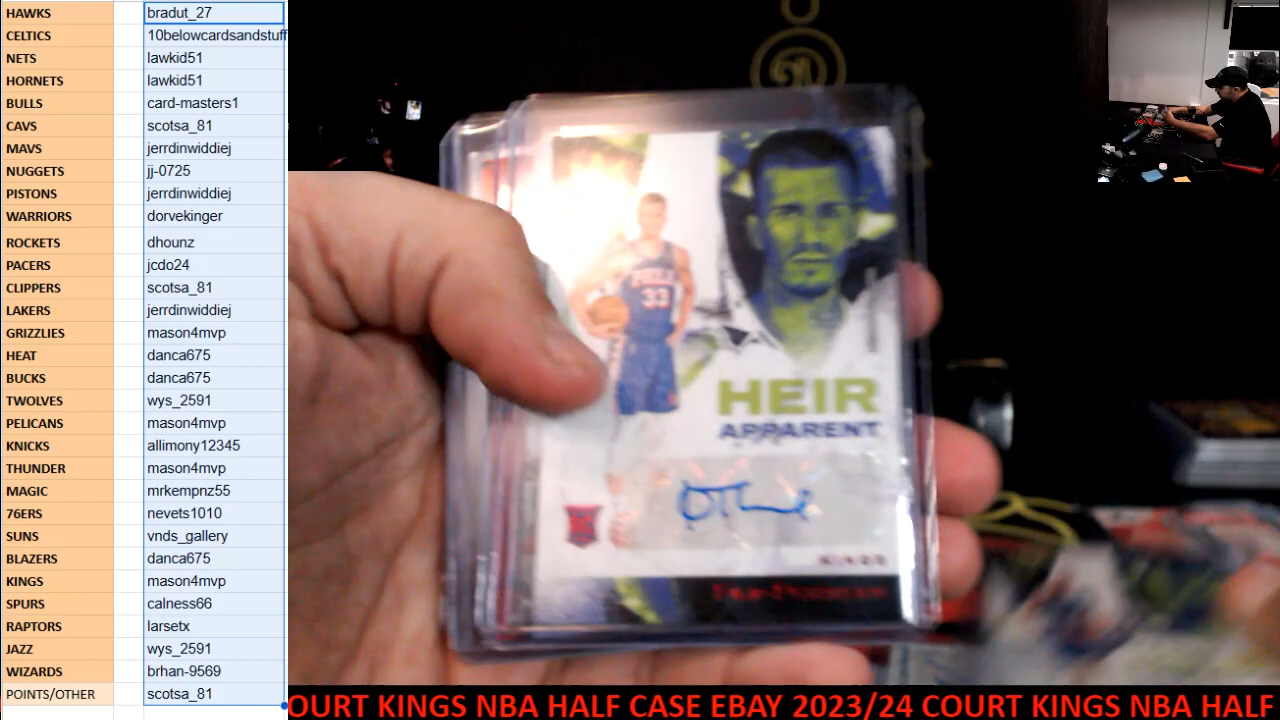 HAWKS bradut_27
CELTICS 10belowcardsandstuff
NETS lawkid51
HORNETS lawkid51
BULLS card-masters1
CAVS scotsa_81
MAVS jerrdinwiddiej
NUGGETS jj-0725
PISTONS jerrdinwiddiej
WARRIORS dorvekinger
ROCKETS dhounz
PACERS jcdo24
CLIPPERS scotsa_81
LAKERS jerrdinwiddiej
GRIZZLIES mason4mvp
HEAT danca675
BUCKS danca675
TWOLVES wys_2591
PELICANS mason4mvp
KNICKS allimony12345
THUNDER mason4mvp
MAGIC mrkempnz55
76ERS nevets1010
SUNS vnds_gallery
BLAZERS danca675
KINGS mason4mvp
SPURS calness66
RAPTORS larsetx
JAZZ wys_2591
WIZARDS brhan-9569
POINTS/OTHER scotsa_81
PHILA
33
HEIR
APPARENT
KINGS
OURT KINGS NBA HALF CASE EBAY 2023/24 COURT KINGS NBA HALF